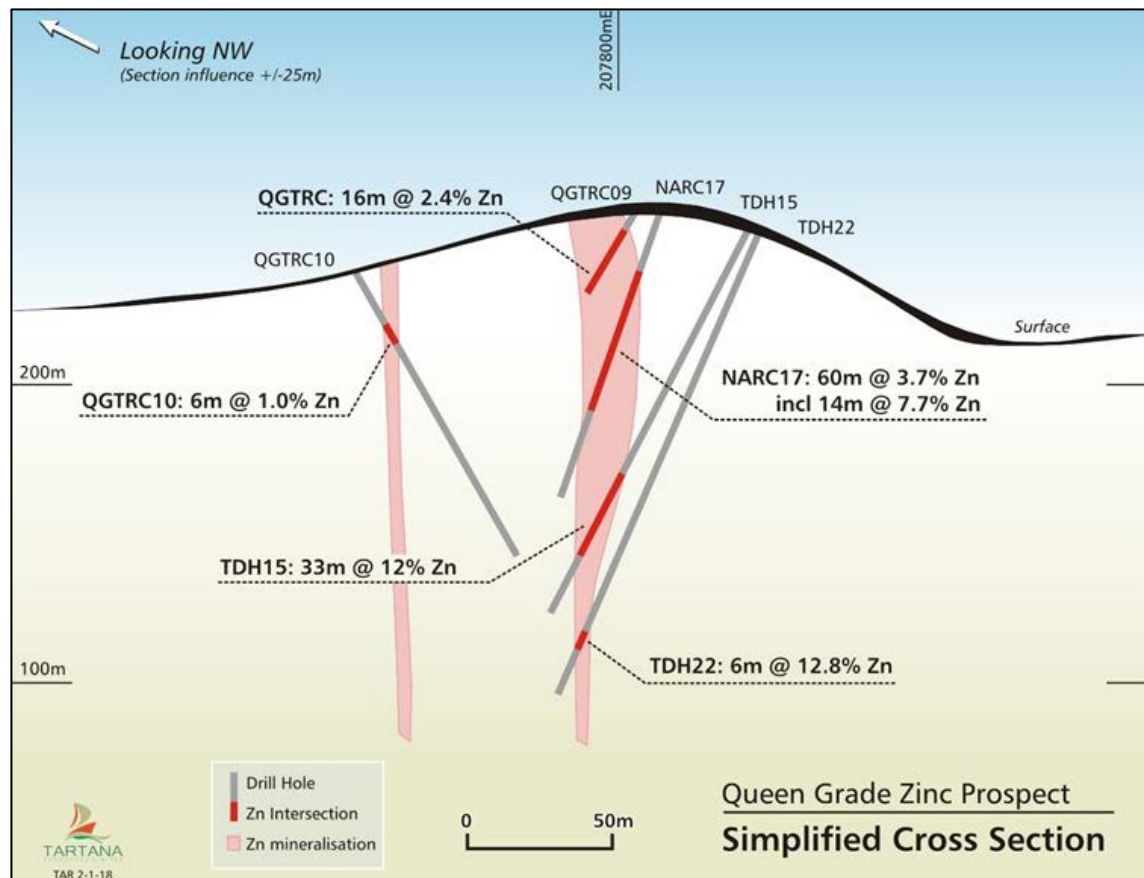 Looking NW
(Section influence +/-25m)
207800mE
QGTRC: 16m @ 2.4% Zn
QGTRC09
NARC17
TDH15
TDH22
QGTRC10
Surface
200m
QGTRC10: 6m @ 1.0% Zn
NARC17: 60m @ 3.7% Zn
incl 14m @ 7.7% Zn
TDH15: 33m @ 12% Zn
TDH22: 6m @ 12.8% Zn
100m
Drill Hole
Zn Intersection
Zn mineralisation
0
50m
Queen Grade Zinc Prospect
Simplified Cross Section
TARTANA
TAR 2-1-18